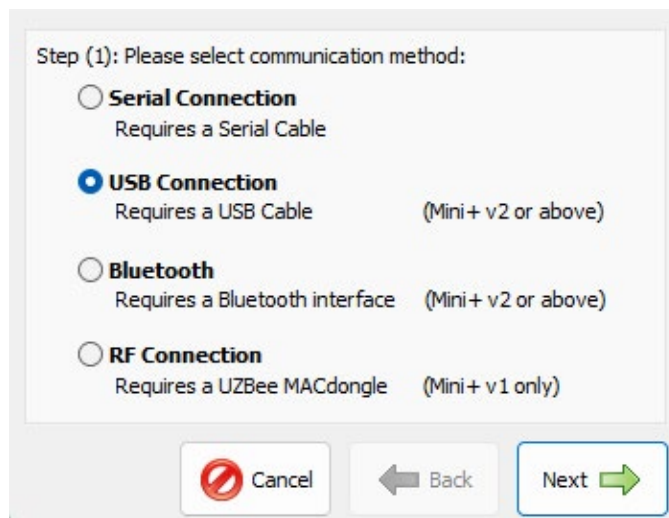 Step (1): Please select communication method:
Serial Connection
Requires a Serial Cable
USB Connection
Requires a USB Cable (Mini+ v2 or above)
Bluetooth
Requires a Bluetooth interface (Mini+ v2 or above)
RF Connection
Requires a UZBee MACdongle (Mini+ v1 only)
Cancel Back Next